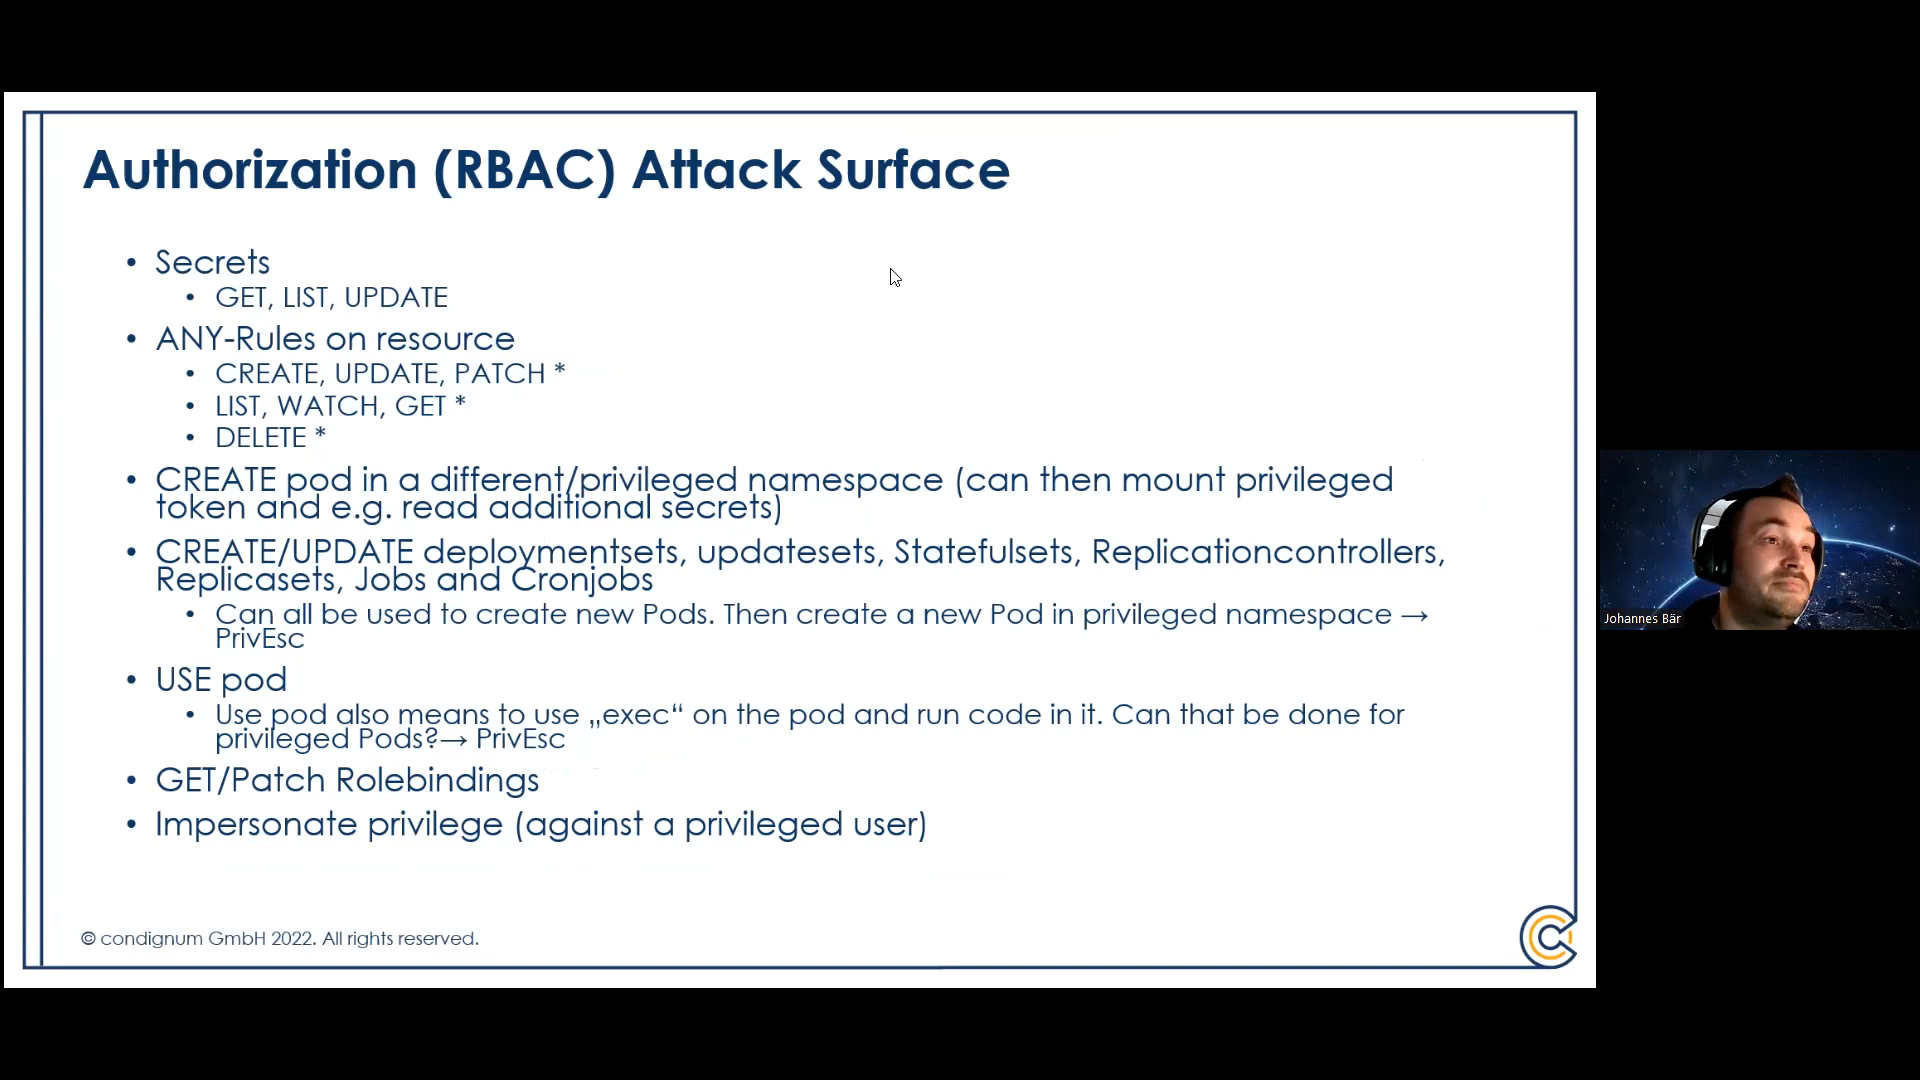 Authorization (RBAC) Attack Surface
• Secrets
• GET, LIST, UPDATE
• ANY-Rules on resource
• CREATE, UPDATE, PATCH *
• LIST, WATCH, GET *
• DELETE *
• CREATE pod in a different/privileged namespace (can then mount privileged
token and e.g. read additional secrets)
• CREATE/UPDATE deploymentsets, updatesets, Statefulsets, Replicationcontrollers,
Replicasets, Jobs and Cronjobs
• Can all be used to create new Pods. Then create a new Pod in privileged namespace →
PrivEsc
• USE pod
• Use pod also means to use „exec“ on the pod and run code in it. Can that be done for
privileged Pods?→ PrivEsc
• GET/Patch Rolebindings
• Impersonate privilege (against a privileged user)
© condignum GmbH 2022. All rights reserved.
Johannes Bär